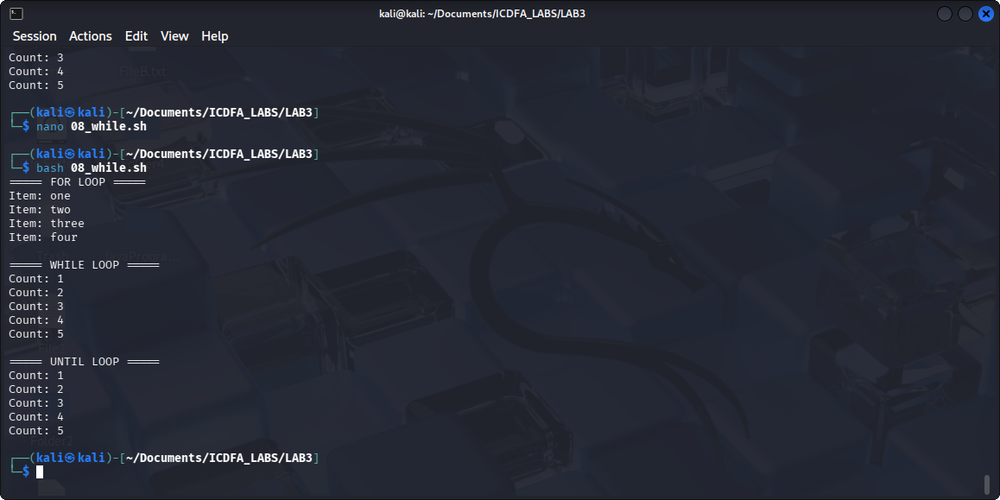 kali@kali: ~/Documents/ICDFA_LABS/LAB3
Session Actions Edit View Help
Count: 3
Count: 4
Count: 5
┌──(kali㉿kali)-[~/Documents/ICDFA_LABS/LAB3]
└─$ nano 08_while.sh
┌──(kali㉿kali)-[~/Documents/ICDFA_LABS/LAB3]
└─$ bash 08_while.sh
===== FOR LOOP =====
Item: one
Item: two
Item: three
Item: four
===== WHILE LOOP =====
Count: 1
Count: 2
Count: 3
Count: 4
Count: 5
===== UNTIL LOOP =====
Count: 1
Count: 2
Count: 3
Count: 4
Count: 5
Folder2
┌──(kali㉿kali)-[~/Documents/ICDFA_LABS/LAB3]
└─$